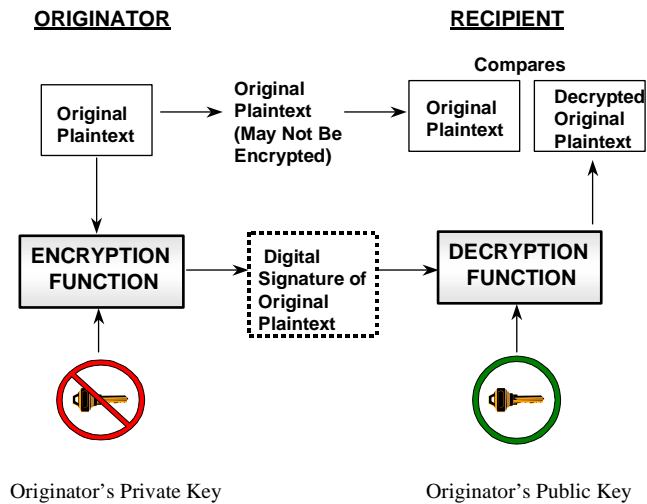 ORIGINATOR
RECIPIENT
Compares
Original
Plaintext
Original
Plaintext
(May Not Be
Encrypted)
Original
Plaintext
Decrypted
Original
Plaintext
ENCRYPTION
FUNCTION
Digital
Signature of
Original
Plaintext
DECRYPTION
FUNCTION
Originator’s Private Key
Originator’s Public Key